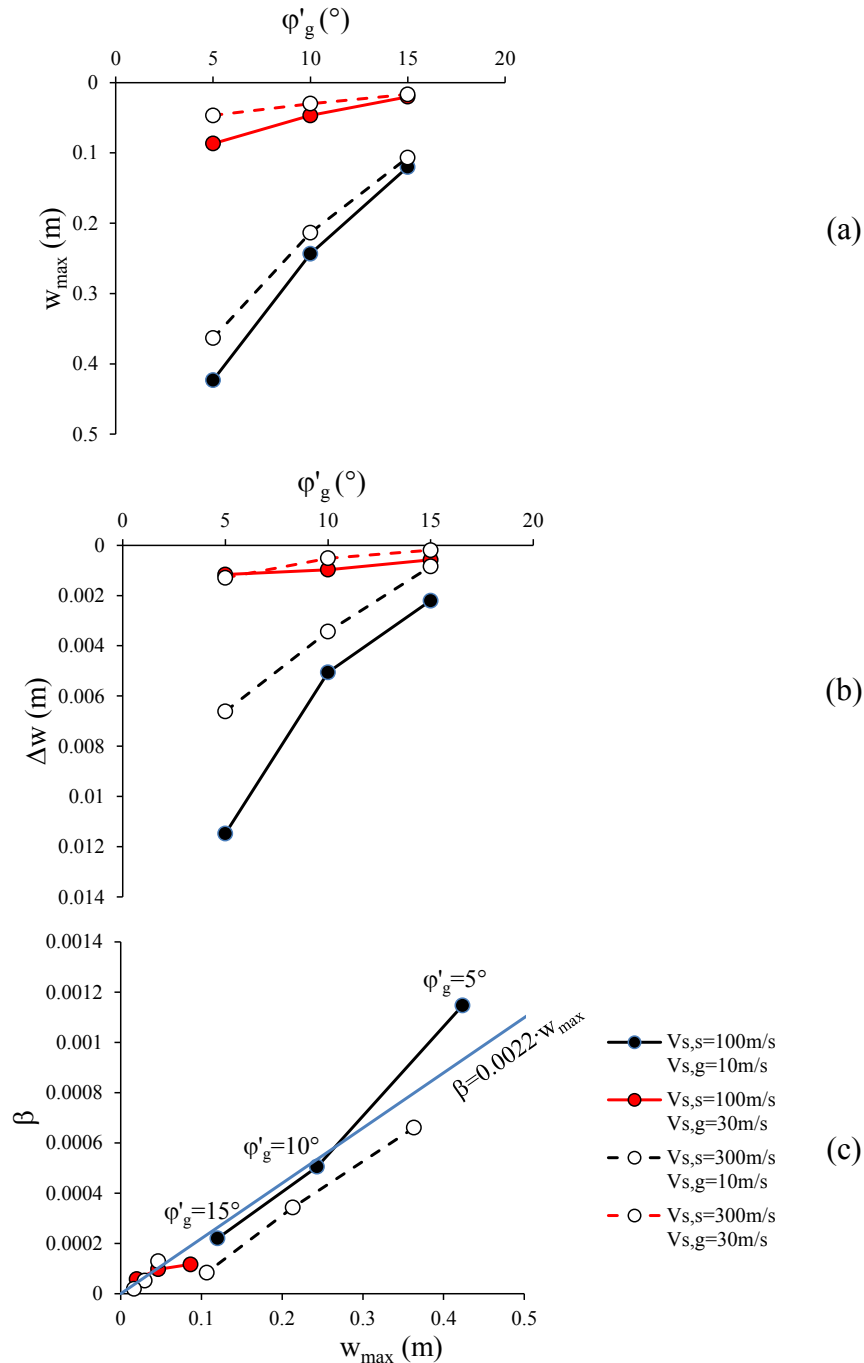 φ'g (°)
0 5 10 15 20
0
0.1
0.2
0.3
0.4
0.5
wmax (m)
(a)
φ'g (°)
0 5 10 15 20
0
0.002
0.004
0.006
0.008
0.01
0.012
0.014
Δw (m)
(b)
0.0014
0.0012
0.001
0.0008
0.0006
0.0004
0.0002
0
β
φ'g=5°
φ'g=10°
φ'g=15°
β=0.0022·wmax
0 0.1 0.2 0.3 0.4 0.5
wmax (m)
Vs,s=100m/s
Vs,g=10m/s
Vs,s=100m/s
Vs,g=30m/s
Vs,s=300m/s
Vs,g=10m/s
Vs,s=300m/s
Vs,g=30m/s
(c)